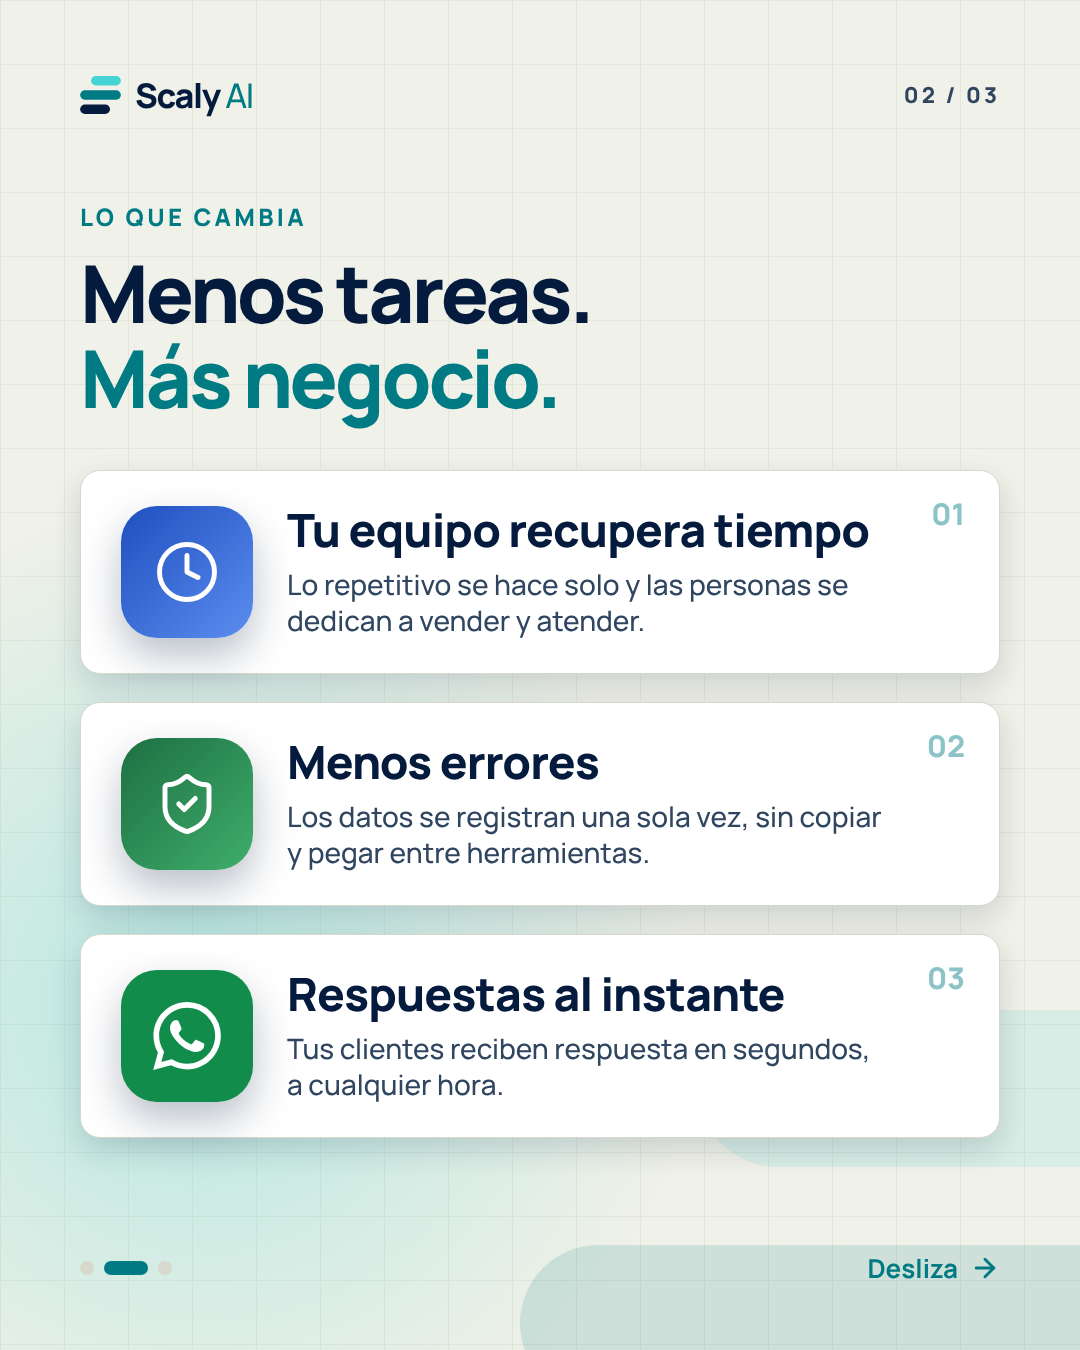 Scaly AI
02 / 03
LO QUE CAMBIA
Menos tareas.
Más negocio.
01
Tu equipo recupera tiempo
Lo repetitivo se hace solo y las personas se
dedican a vender y atender.
02
Menos errores
Los datos se registran una sola vez, sin copiar
y pegar entre herramientas.
03
Respuestas al instante
Tus clientes reciben respuesta en segundos,
a cualquier hora.
Desliza